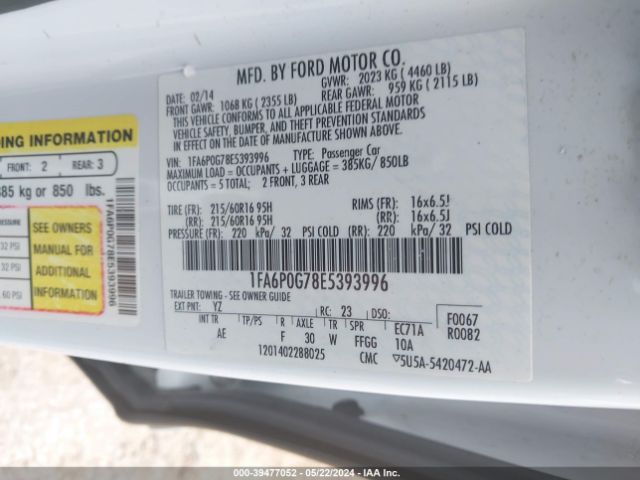 MFD. BY FORD MOTOR CO.
DATE: 02/14
GVWR: 2023 KG ( 4460 LB)
FRONT GAWR: 1068 KG ( 2355 LB)
REAR GAWR: 959 KG ( 2115 LB)
VEHICLE CONFORMS TO ALL APPLICABLE FEDERAL MOTOR
VEHICLE SAFETY, BUMPER, AND THEFT PREVENTION STANDARDS
IN EFFECT ON THE DATE OF MANUFACTURE SHOWN ABOVE.
VIN: 1FA6P0G78E5393996 TYPE: Passenger Car
MAXIMUM LOAD = OCCUPANTS + LUGGAGE = 385KG/ 850LB
OCCUPANTS = 5 TOTAL; 2 FRONT, 3 REAR
TIRE (FR): 215/60R16 95H RIMS (FR): 16x6.5J
(RR): 215/60R16 95H (RR): 16x6.5J
PRESSURE (FR): 220 kPa/ 32 PSI COLD (RR): 220 kPa/ 32 PSI COLD
1FA6P0G78E5393996
TRAILER TOWING - SEE OWNER GUIDE
EXT PNT: YZ RC: 23 DSO:
F0067
R0082
INT TR TP/PS R AXLE TR SPR EC71A
AE F 30 W FFGG 10A
1201402288025 CMC ▽5U5A-5420472-AA
DING INFORMATION
FRONT: 2 REAR: 3
385 kg or 850 lbs.
PRESSURE
32 PSI
32 PSI
60 PSI
SEE OWNERS
MANUAL FOR
ADDITIONAL
INFORMATION
1FA6P0G78E5393996
000-39477052 - 05/22/2024 - IAA Inc.